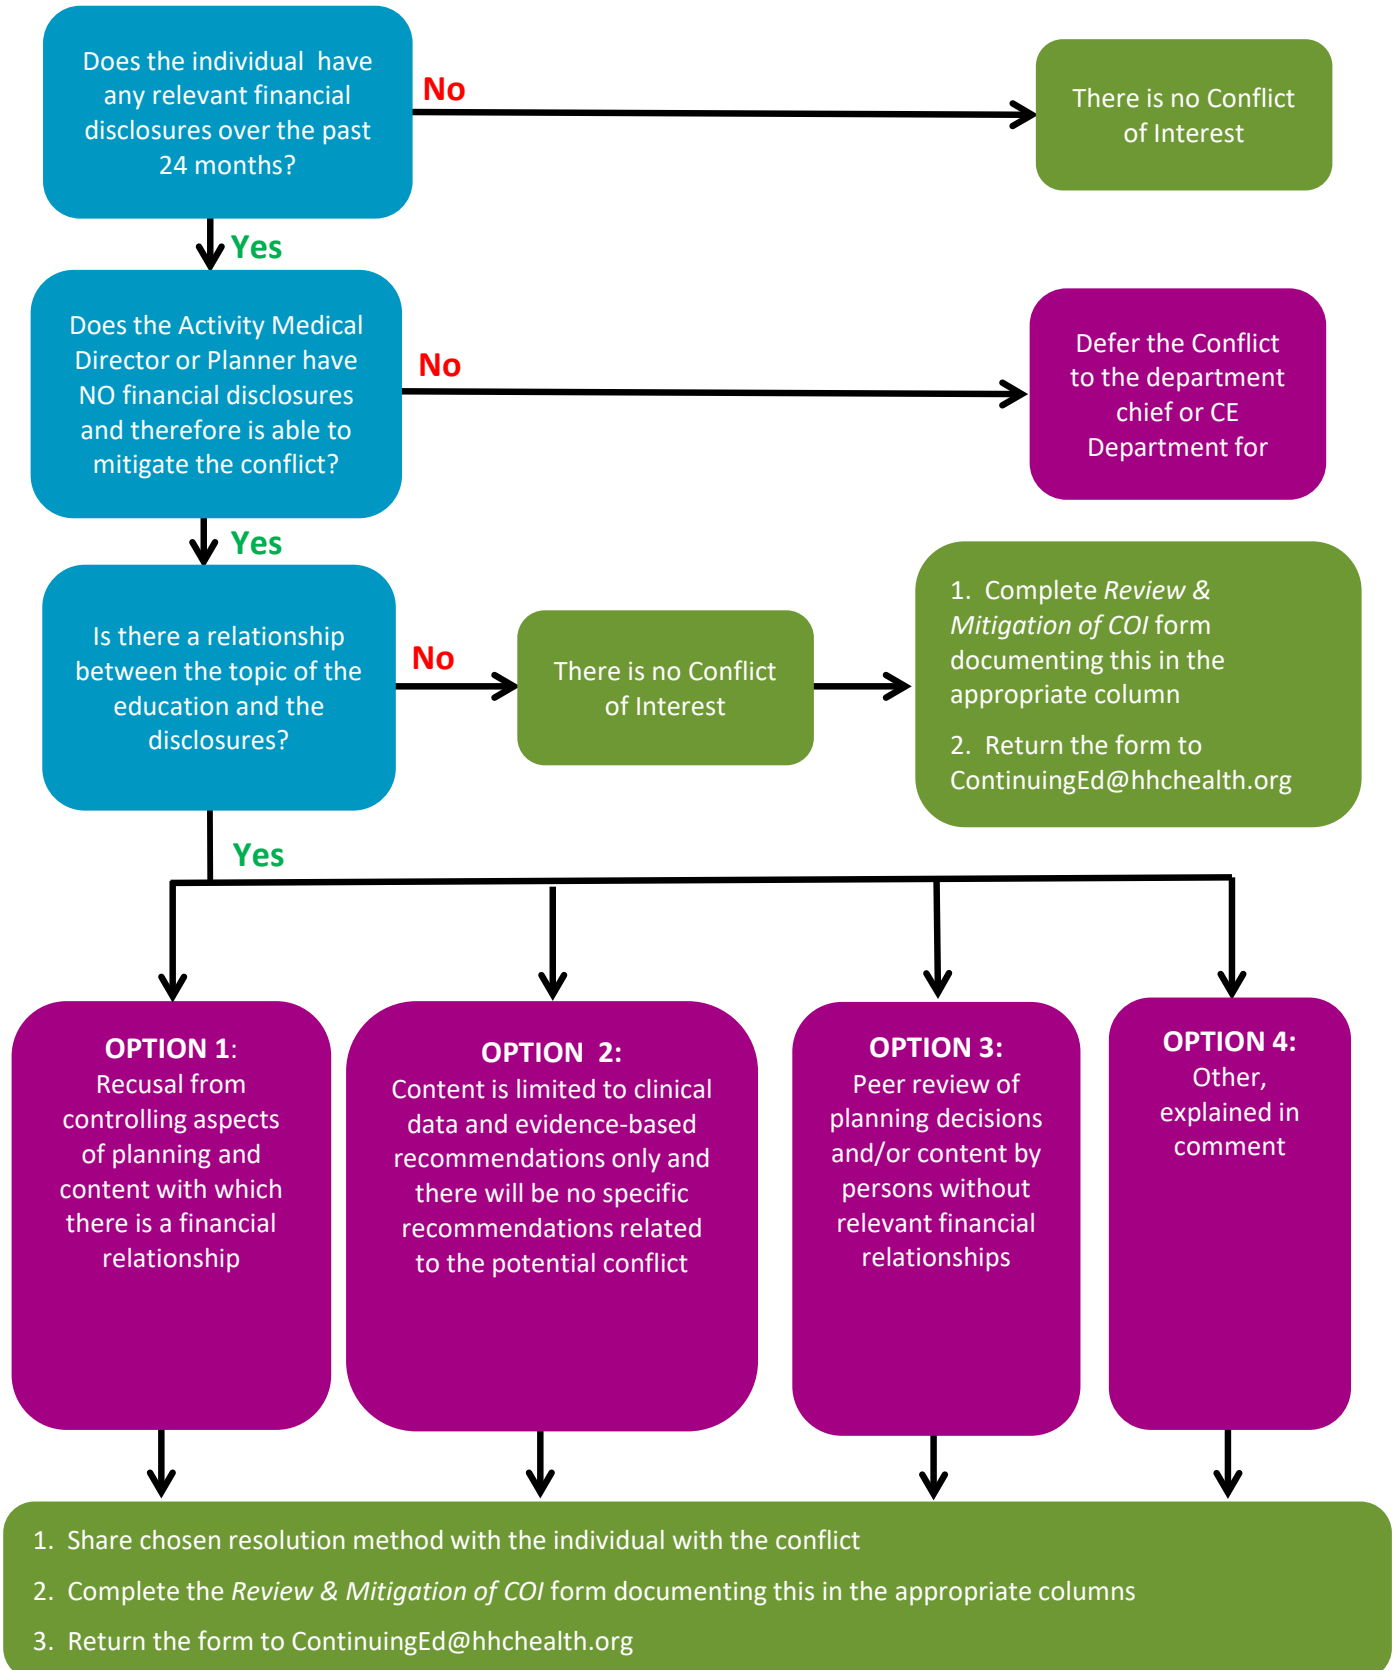 Does the individual  have
any relevant financial
disclosures over the past
24 months?
No
There is no Conflict
of Interest
Yes
Does the Activity Medical
Director or Planner have
NO financial disclosures
and therefore is able to
mitigate the conflict?
No
Defer the Conflict
to the department
chief or CE
Department for
Yes
Is there a relationship
between the topic of the
education and the
disclosures?
No
There is no Conflict
of Interest
1.  Complete Review &
Mitigation of COI form
documenting this in the
appropriate column
2.  Return the form to
ContinuingEd@hhchealth.org
Yes
OPTION 1:
Recusal from
controlling aspects
of planning and
content with which
there is a financial
relationship
OPTION  2:
Content is limited to clinical
data and evidence-based
recommendations only and
there will be no specific
recommendations related
to the potential conflict
OPTION 3:
Peer review of
planning decisions
and/or content by
persons without
relevant financial
relationships
OPTION 4:
Other,
explained in
comment
1.  Share chosen resolution method with the individual with the conflict
2.  Complete the Review & Mitigation of COI form documenting this in the appropriate columns
3.  Return the form to ContinuingEd@hhchealth.org